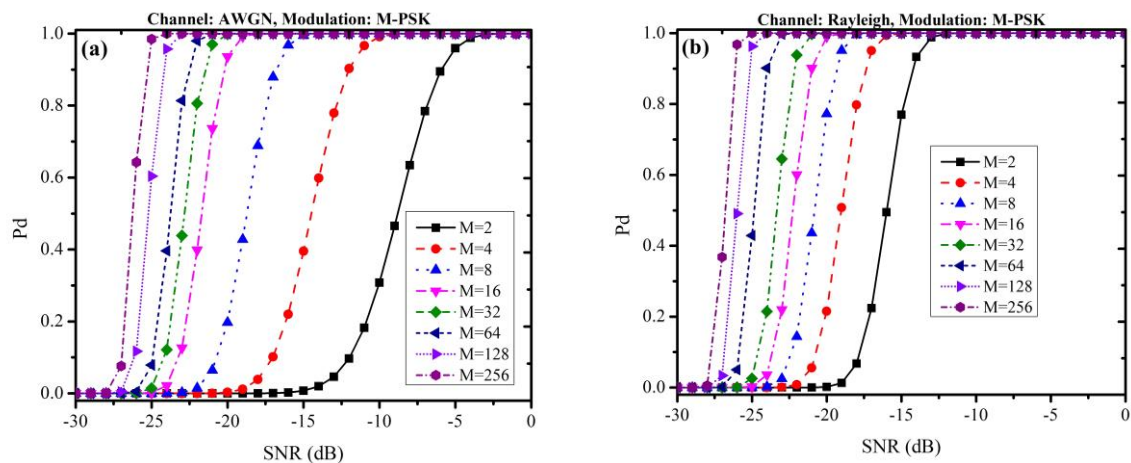 Channel: AWGN, Modulation: M-PSK
(a)
Pd
1.0
0.8
0.6
0.4
0.2
0.0
-30 -25 -20 -15 -10 -5 0
SNR (dB)
M=2
M=4
M=8
M=16
M=32
M=64
M=128
M=256
Channel: Rayleigh, Modulation: M-PSK
(b)
Pd
1.0
0.8
0.6
0.4
0.2
0.0
-30 -25 -20 -15 -10 -5 0
SNR (dB)
M=2
M=4
M=8
M=16
M=32
M=64
M=128
M=256